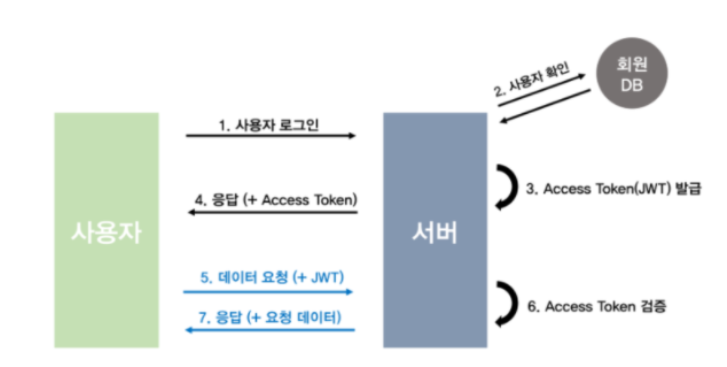 회원
DB
2. 사용자 확인
1. 사용자 로그인
3. Access Token(JWT) 발급
4. 응답 (+ Access Token)
사용자
서버
5. 데이터 요청 (+ JWT)
6. Access Token 검증
7. 응답 (+ 요청 데이터)